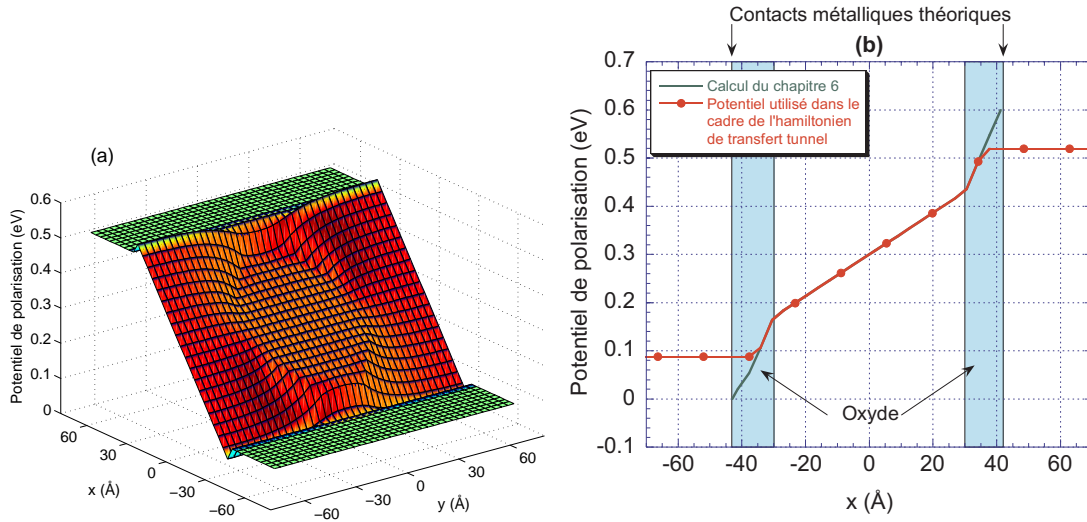 Contacts métalliques théoriques
(a)
Potentiel de polarisation (eV)
0.6
0.5
0.4
0.3
0.2
0.1
0
60
30
0
−30
−60
x (Å)
−60
−30
0
30
60
y (Å)
(b)
Potentiel de polarisation (eV)
0.7
0.6
0.5
0.4
0.3
0.2
0.1
0
-0.1
Calcul du chapitre 6
Potentiel utilisé dans le
cadre de l'hamiltonien
de transfert tunnel
Oxyde
-60
-40
-20
0
20
40
60
x (Å)